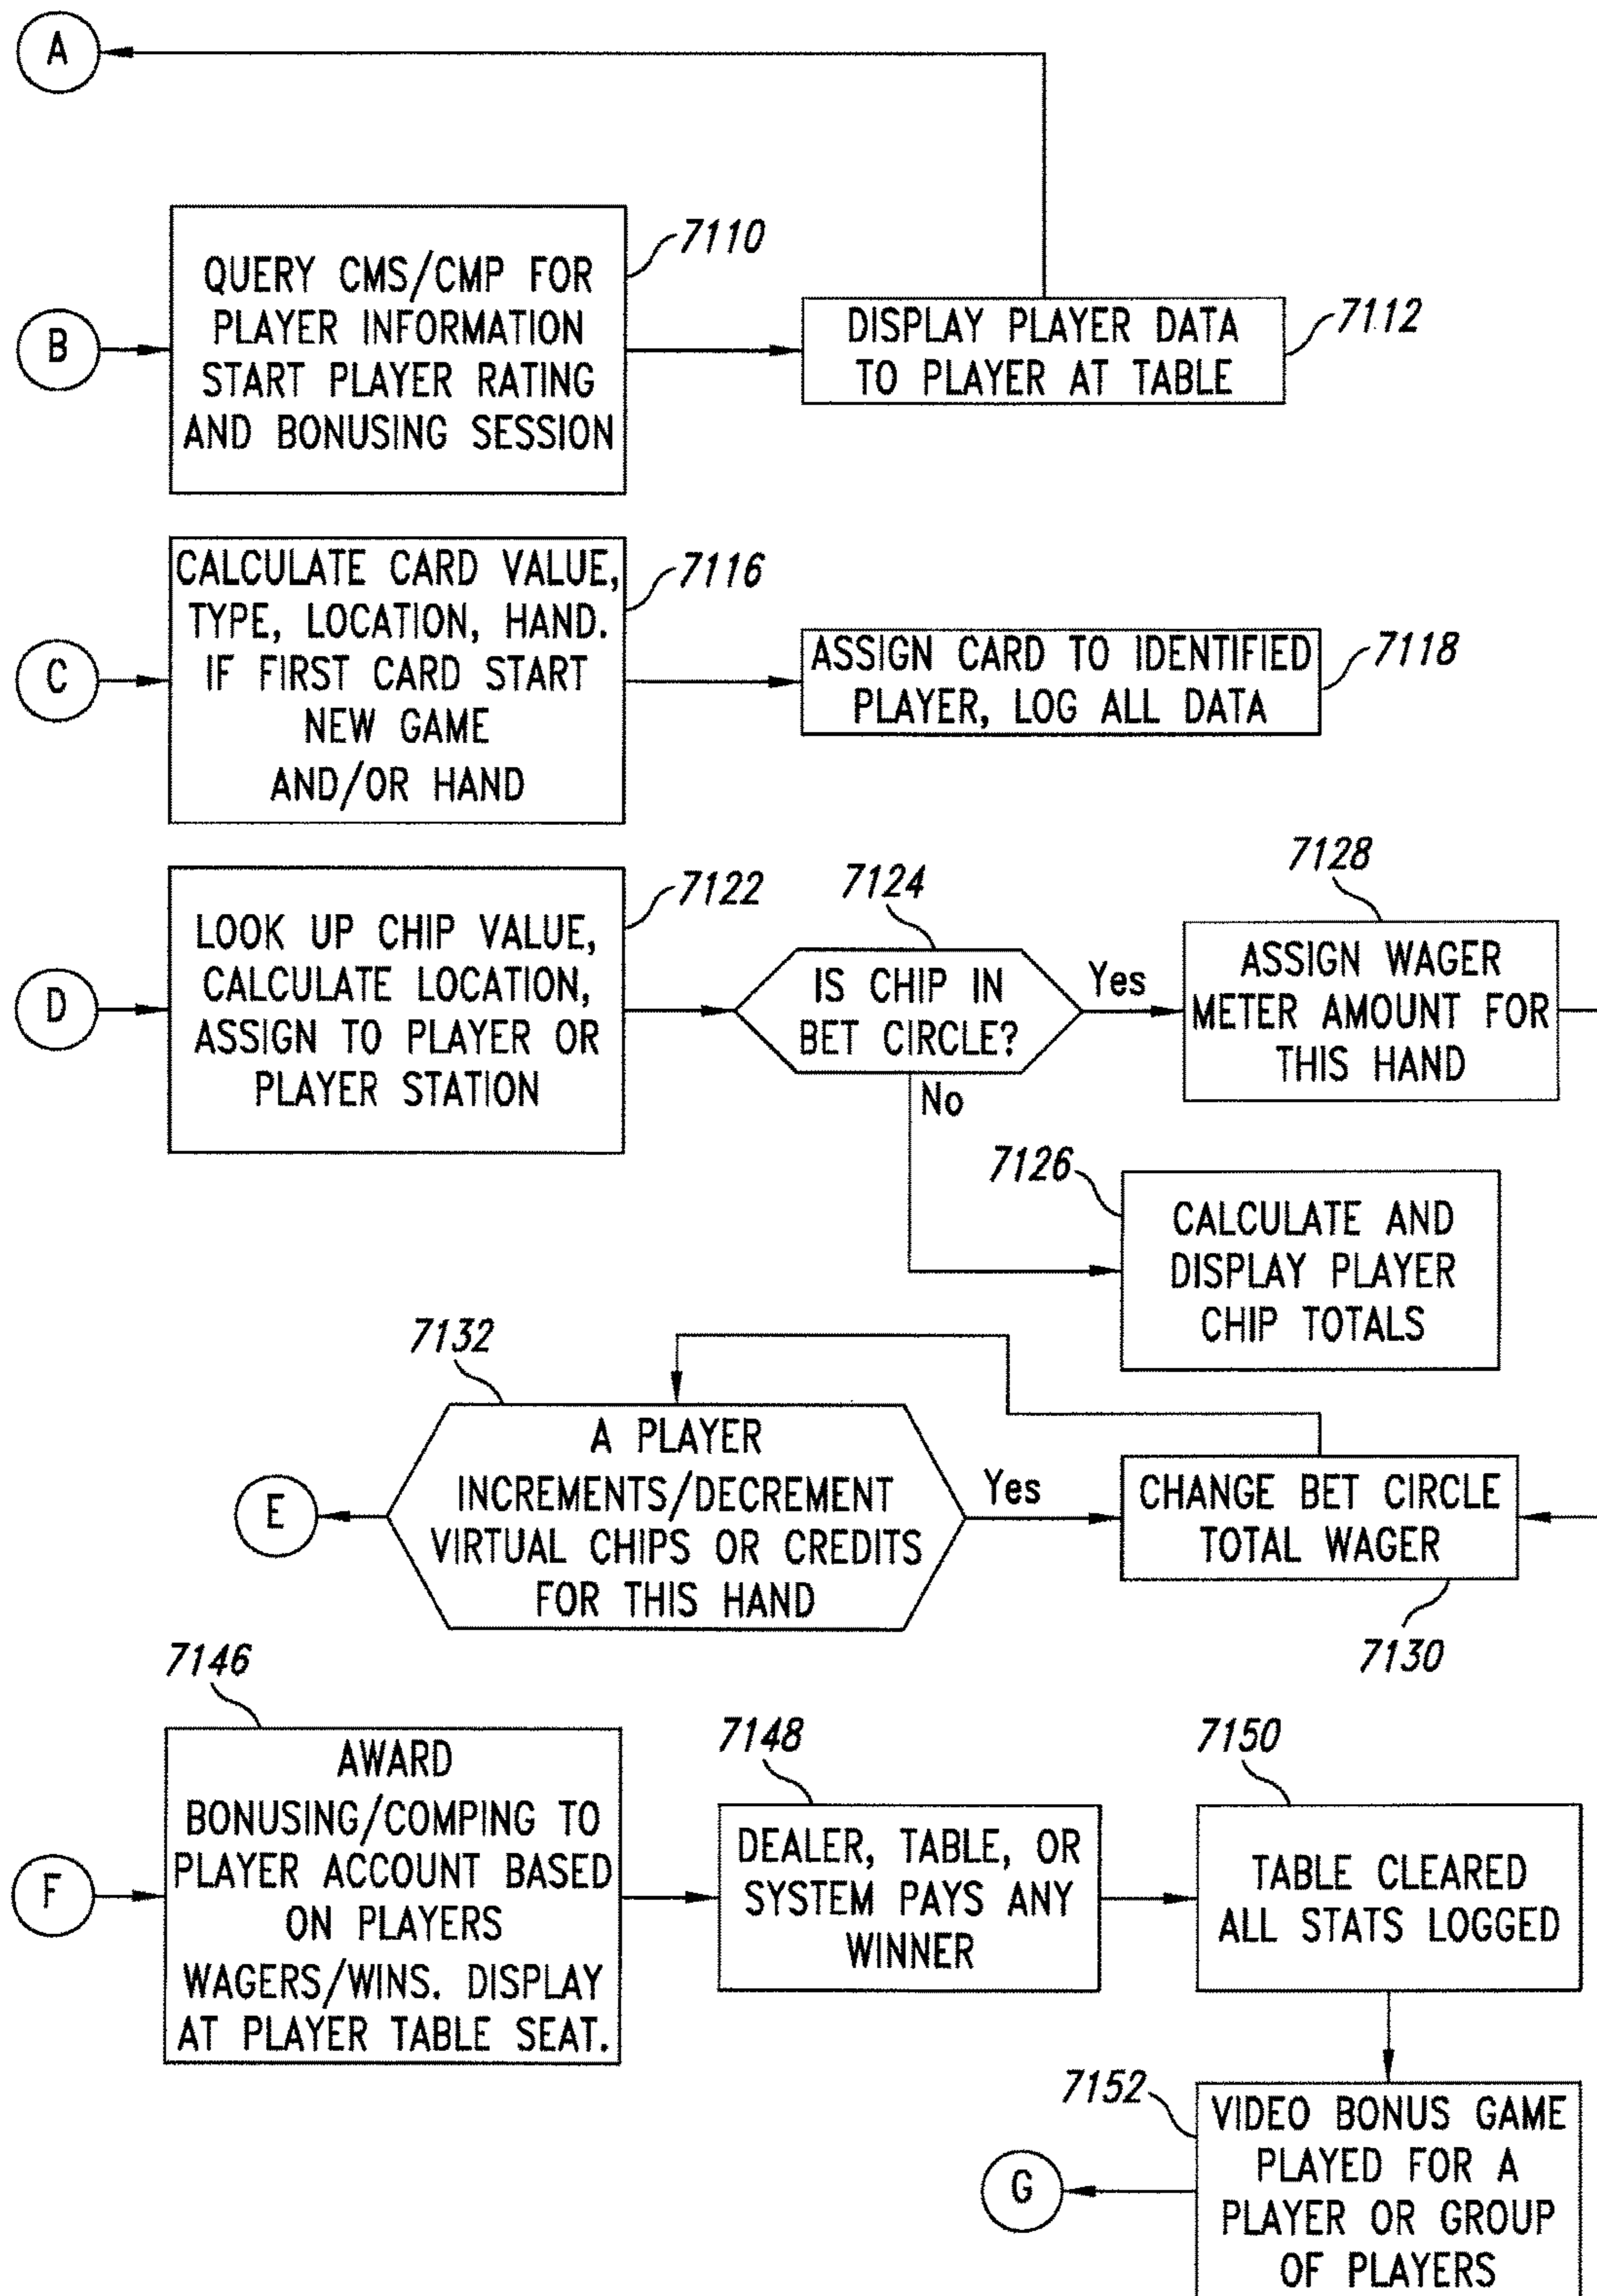 A
B
QUERY CMS/CMP FOR
PLAYER INFORMATION
START PLAYER RATING
AND BONUSING SESSION
7110
DISPLAY PLAYER DATA
TO PLAYER AT TABLE
7112
C
CALCULATE CARD VALUE,
TYPE, LOCATION, HAND.
IF FIRST CARD START
NEW GAME
AND/OR HAND
7116
ASSIGN CARD TO IDENTIFIED
PLAYER, LOG ALL DATA
7118
D
LOOK UP CHIP VALUE,
CALCULATE LOCATION,
ASSIGN TO PLAYER OR
PLAYER STATION
7122
7124
IS CHIP IN
BET CIRCLE?
Yes
No
7128
ASSIGN WAGER
METER AMOUNT FOR
THIS HAND
7126
CALCULATE AND
DISPLAY PLAYER
CHIP TOTALS
7132
E
A PLAYER
INCREMENTS/DECREMENT
VIRTUAL CHIPS OR CREDITS
FOR THIS HAND
Yes
CHANGE BET CIRCLE
TOTAL WAGER
7130
7146
F
AWARD
BONUSING/COMPING TO
PLAYER ACCOUNT BASED
ON PLAYERS
WAGERS/WINS. DISPLAY
AT PLAYER TABLE SEAT.
7148
DEALER, TABLE, OR
SYSTEM PAYS ANY
WINNER
7150
TABLE CLEARED
ALL STATS LOGGED
7152
VIDEO BONUS GAME
PLAYED FOR A
PLAYER OR GROUP
OF PLAYERS
G